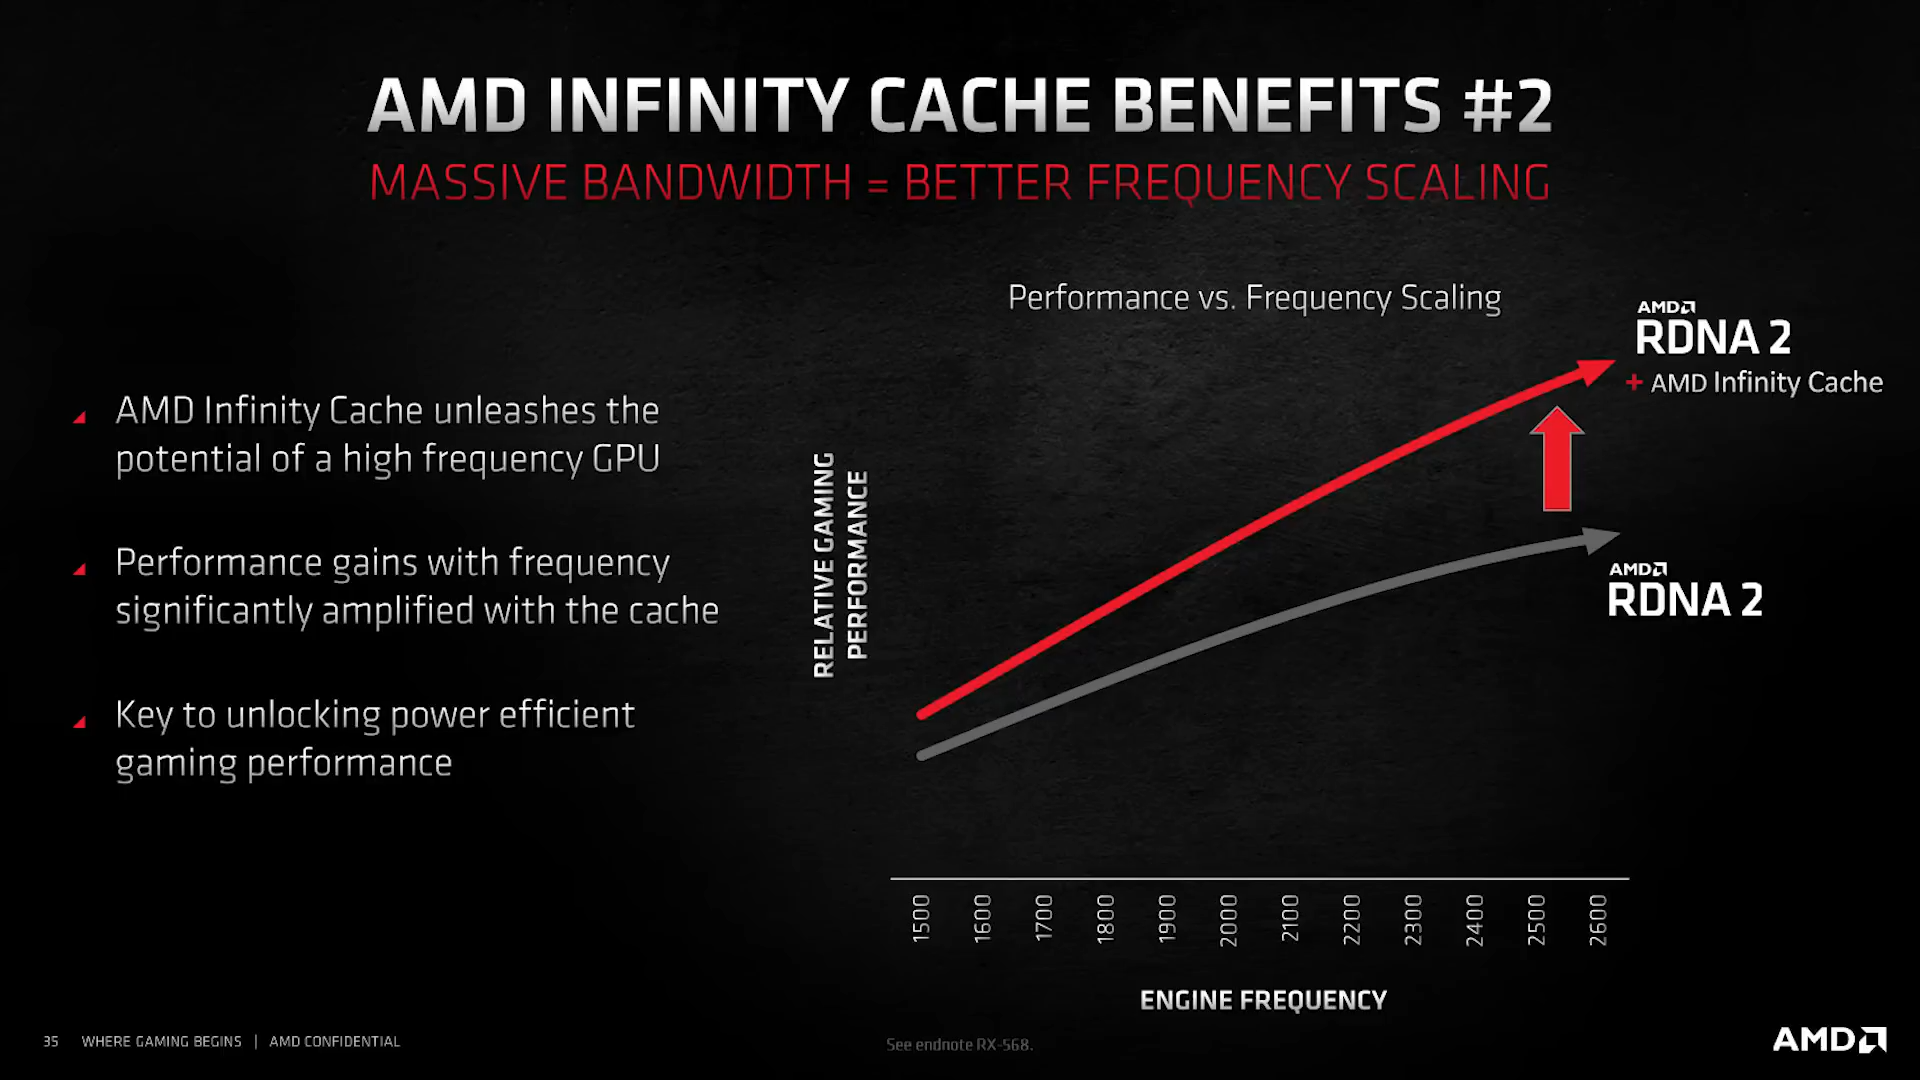 AMD INFINITY CACHE BENEFITS #2
MASSIVE BANDWIDTH = BETTER FREQUENCY SCALING
AMD Infinity Cache unleashes the
potential of a high frequency GPU
Performance gains with frequency
significantly amplified with the cache
Key to unlocking power efficient
gaming performance
Performance vs. Frequency Scaling
AMD
RDNA 2
+ AMD Infinity Cache
AMD
RDNA 2
RELATIVE GAMING
PERFORMANCE
1500 1600 1700 1800 1900 2000 2100 2200 2300 2400 2500 2600
ENGINE FREQUENCY
35 WHERE GAMING BEGINS | AMD CONFIDENTIAL
See endnote RX-568.
AMD